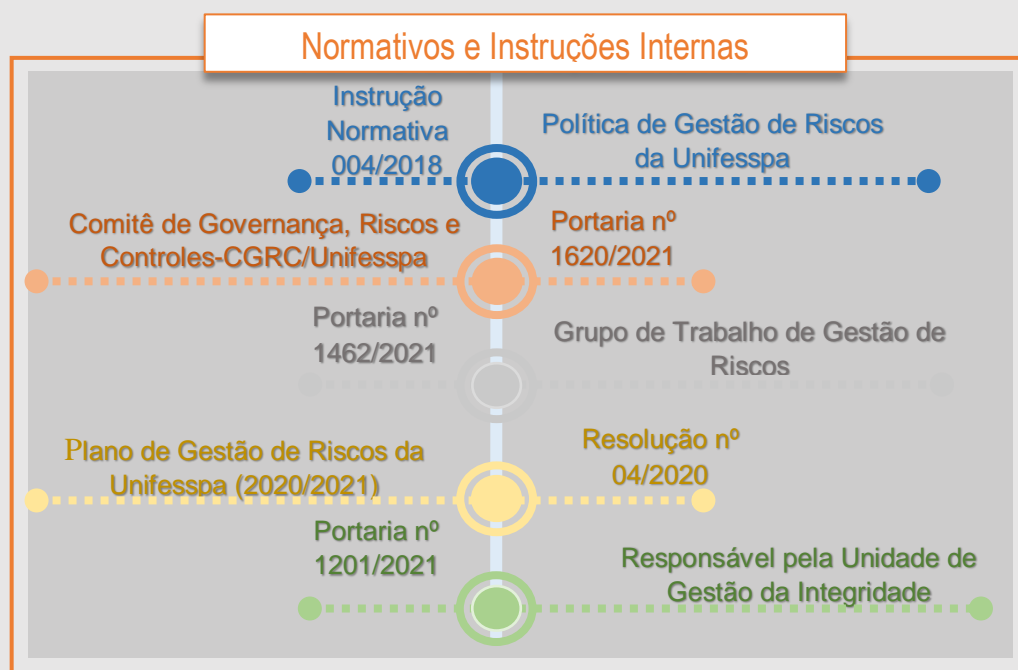 Normativos e Instruções Internas
Instrução
Normativa
004/2018
Política de Gestão de Riscos
da Unifesspa
Comitê de Governança, Riscos e
Controles-CGRC/Unifesspa
Portaria nº
1620/2021
Portaria nº
1462/2021
Grupo de Trabalho de Gestão de
Riscos
Plano de Gestão de Riscos da
Unifesspa (2020/2021)
Resolução nº
04/2020
Portaria nº
1201/2021
Responsável pela Unidade de
Gestão da Integridade